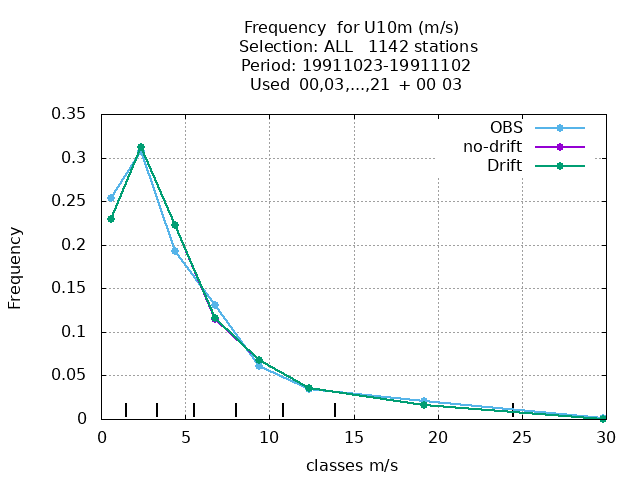 Frequency  for U10m (m/s)
Selection: ALL   1142 stations
Period: 19911023-19911102
Used  00,03,...,21  + 00 03
0.35
0.3
0.25
0.2
0.15
0.1
0.05
0
Frequency
OBS
no-drift
Drift
0 5 10 15 20 25 30
classes m/s